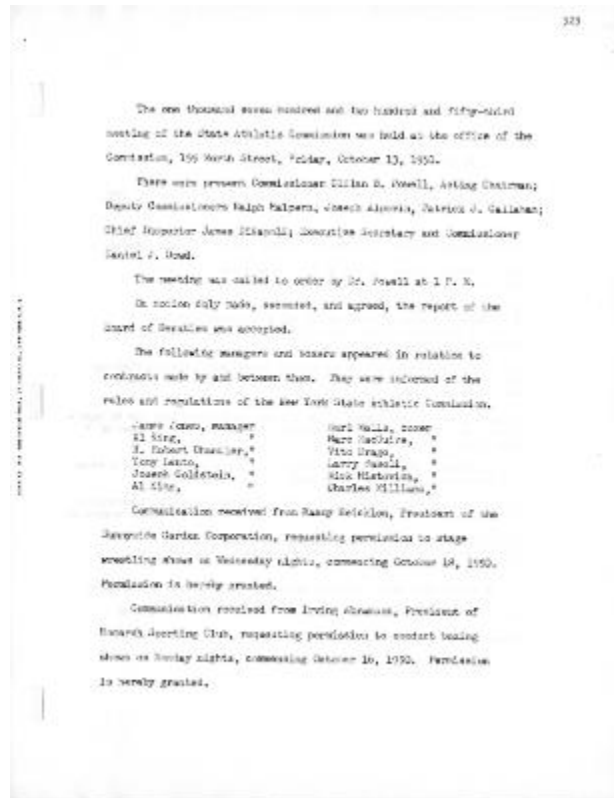 323
The one thousand seven hundred and two hundred and fifty-third
meeting of the State Athletic Commission was held at the office of the
Commission, 155 Worth Street, Friday, October 13, 1950.
There were present Commissioner Powell, Acting Chairman;
Deputy Commissioners Ralph Halpern, Joseph Patrick J. Callahan;
Chief Inspector James Executive Secretary and Commissioner
Daniel J. Dowd.
The meeting was called to order by Dr. Powell at 1 P. M.
On motion duly made, seconded, and agreed, the report of the
Board of was accepted.
The following managers and boxers appeared in relation to
contracts made by and between them. They were informed of the
rules and regulations of the New York State Athletic Commission.
James Jones, manager Earl Walls, boxer
Al King, " Marc "
Robert " Vito Drago, "
Tony " Larry "
Joseph Goldstein, " Nick "
Al King, " Charles Williams,"
Communication received from President of the
Sunnyside Garden Corporation, requesting permission to stage
wrestling shows on Wednesday nights, commencing October 18, 1950.
Permission is hereby granted.
Communication received from Irving President of
Monarch Sporting Club, requesting permission to conduct boxing
shows on Monday nights, commencing October 16, 1950. Permission
is hereby granted.